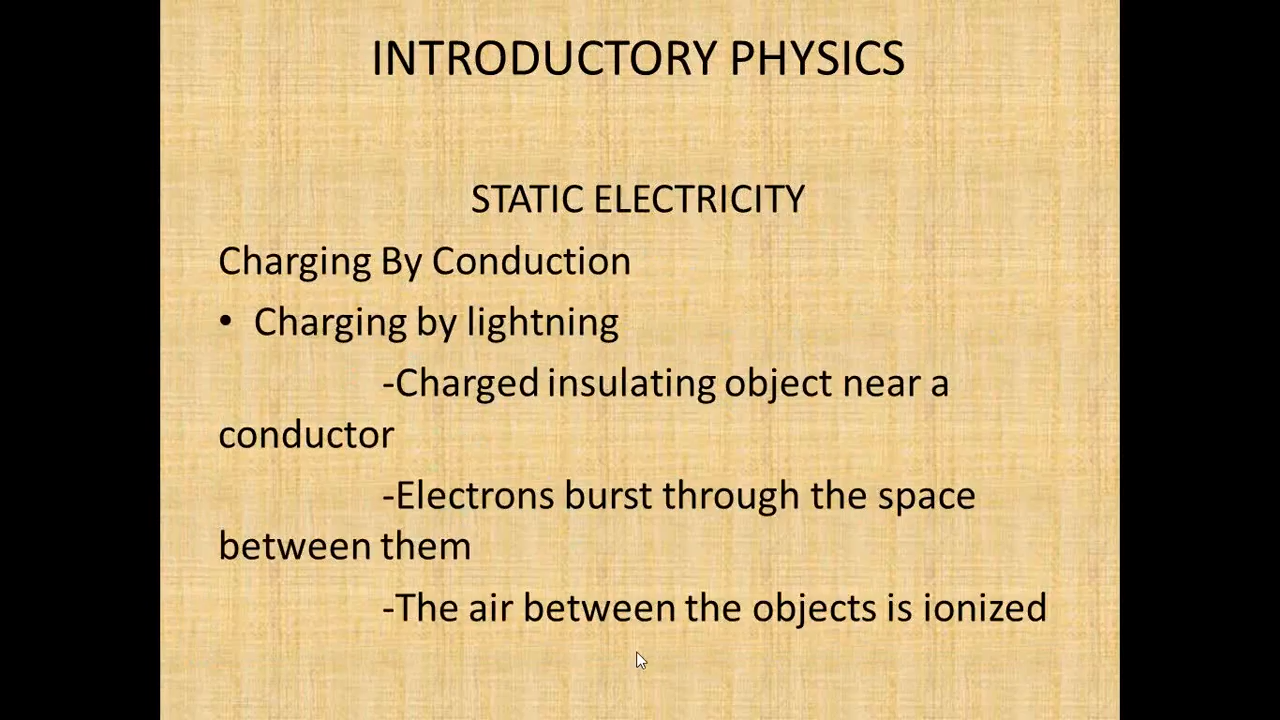 INTRODUCTORY PHYSICS
STATIC ELECTRICITY
Charging By Conduction
• Charging by lightning
-Charged insulating object near a
conductor
-Electrons burst through the space
between them
-The air between the objects is ionized